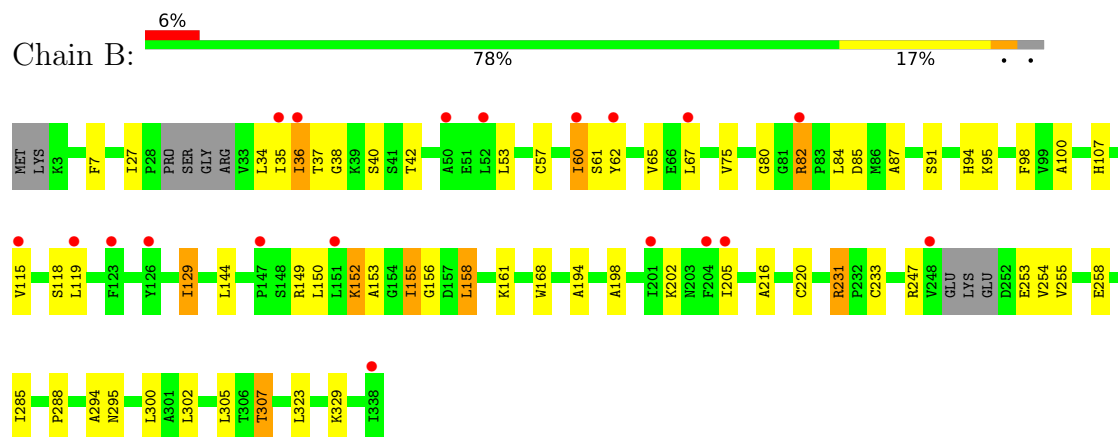 6%
Chain B:
78% 17% • •
MET LYS K3 F7 I27 P28 PRO SER GLY ARG V33 L34 I35 I36 T37 G38 K39 S40 S41 T42 A50 E51 L52 L53 C57 I60 S61 Y62 V65 E66 L67 V75 G80 G81 R82 P83 L84 D85 M86 A87 S91 H94 K95 F98 V99 A100 H107
V115 S118 L119 F123 Y126 I129 L144 P147 S148 R149 L150 L151 K152 A153 G154 I155 G156 D157 L158 K161 W168 A194 A198 I201 K202 N203 F204 I205 A216 C220 R231 P232 C233 R247 V248 GLU LYS GLU D252 E253 V254 V255 E258
I285 P288 A294 N295 L300 A301 L302 L305 T306 T307 L323 K329 I338